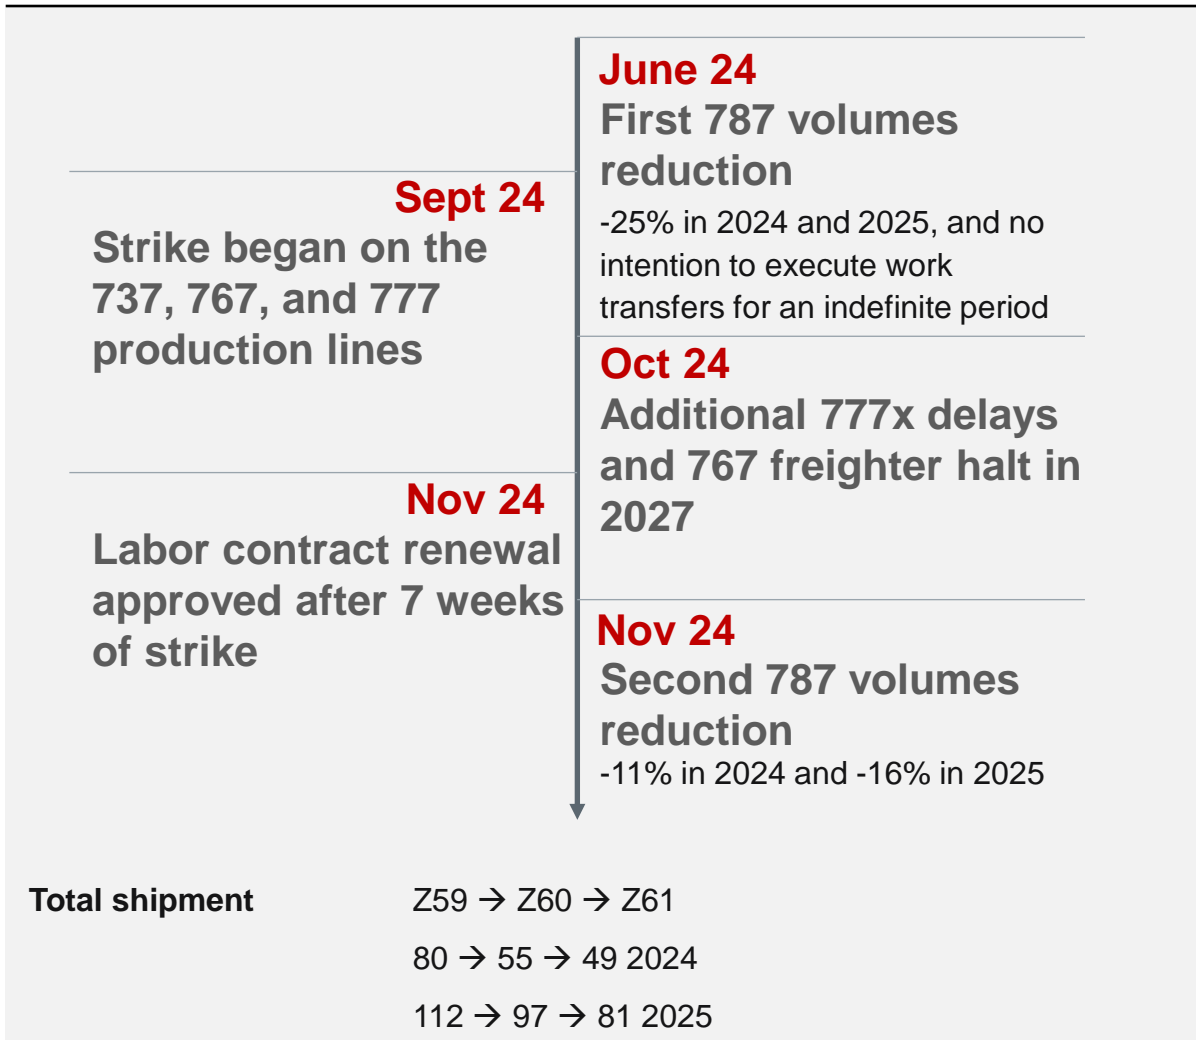 June 24
First 787 volumes
reduction
-25% in 2024 and 2025, and no
intention to execute work
transfers for an indefinite period
Sept 24
Strike began on the
737, 767, and 777
production lines
Oct 24
Additional 777x delays
and 767 freighter halt in
2027
Nov 24
Labor contract renewal
approved after 7 weeks
of strike
Nov 24
Second 787 volumes
reduction
-11% in 2024 and -16% in 2025
Total shipment Z59 → Z60 → Z61
80 → 55 → 49 2024
112 → 97 → 81 2025